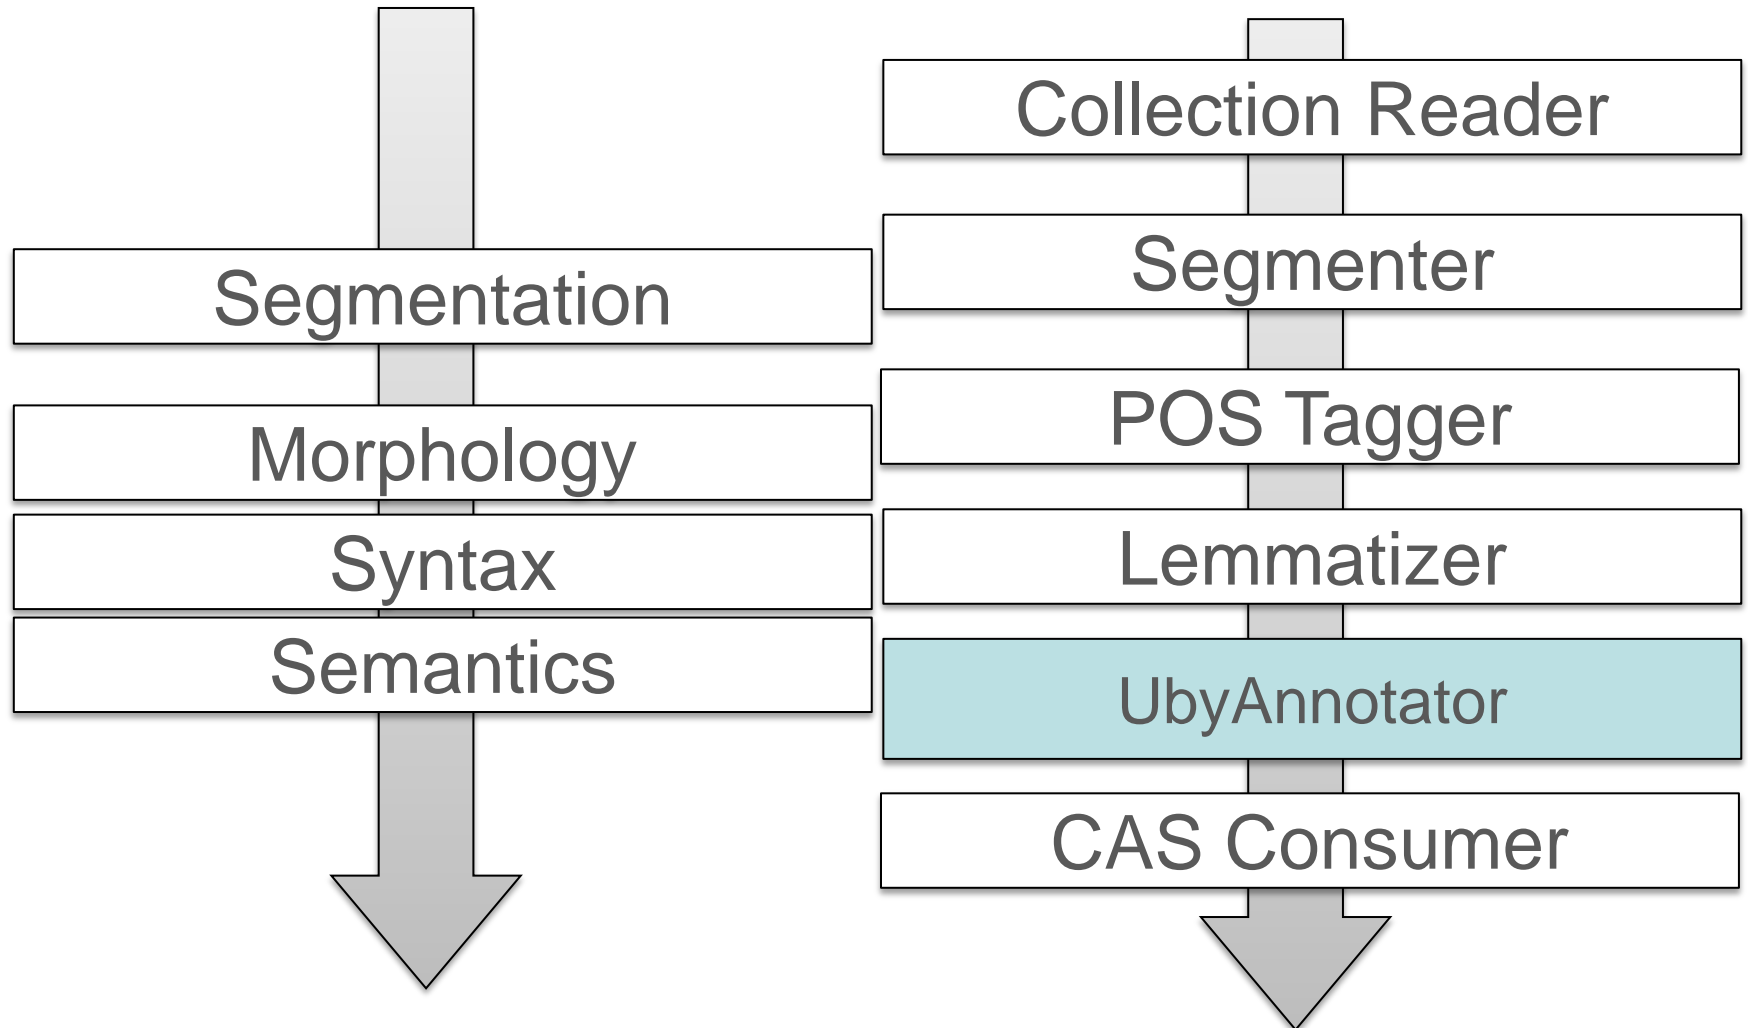 Segmentation
Morphology
Syntax
Semantics
Collection Reader
Segmenter
POS Tagger
Lemmatizer
UbyAnnotator
CAS Consumer